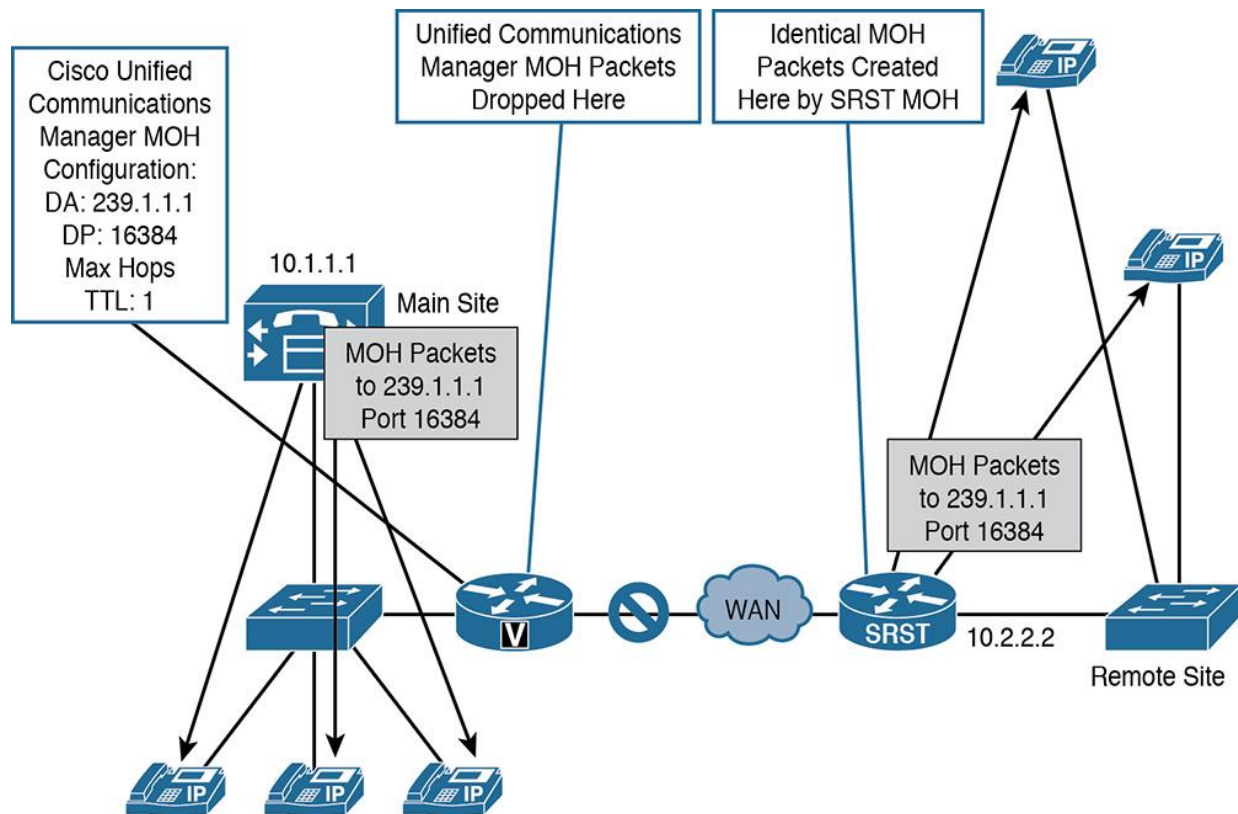 Cisco Unified
Communications
Manager MOH
Configuration:
DA: 239.1.1.1
DP: 16384
Max Hops
TTL: 1
Unified Communications
Manager MOH Packets
Dropped Here
Identical MOH
Packets Created
Here by SRST MOH
IP
IP
10.1.1.1
Main Site
MOH Packets
to 239.1.1.1
Port 16384
MOH Packets
to 239.1.1.1
Port 16384
V
WAN
SRST
10.2.2.2
Remote Site
IP
IP
IP